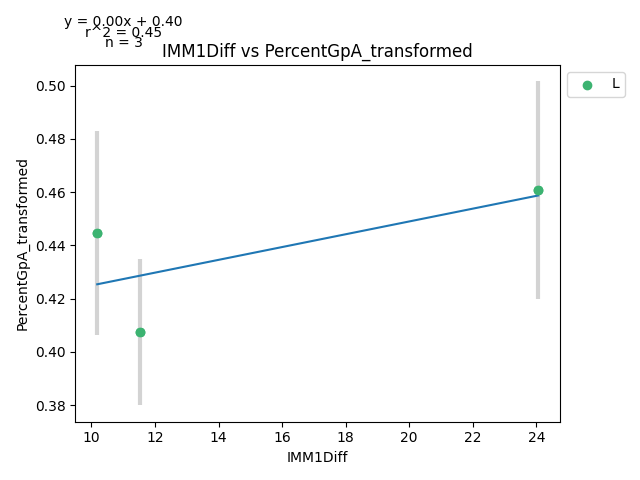 y = 0.00x + 0.40
r^2 = 0.45
n = 3
IMM1Diff vs PercentGpA_transformed
L
0.50
0.48
0.46
0.44
0.42
0.40
0.38
PercentGpA_transformed
10 12 14 16 18 20 22 24
IMM1Diff